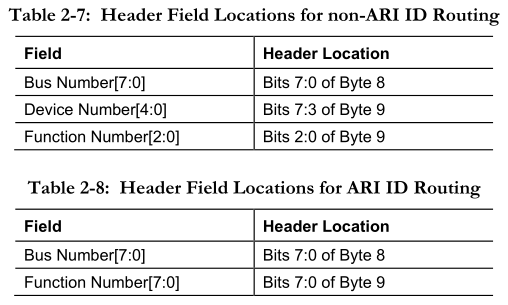 Table 2-7: Header Field Locations for non-ARI ID Routing
Field Header Location
Bus Number[7:0] Bits 7:0 of Byte 8
Device Number[4:0] Bits 7:3 of Byte 9
Function Number[2:0] Bits 2:0 of Byte 9
Table 2-8: Header Field Locations for ARI ID Routing
Field Header Location
Bus Number[7:0] Bits 7:0 of Byte 8
Function Number[7:0] Bits 7:0 of Byte 9